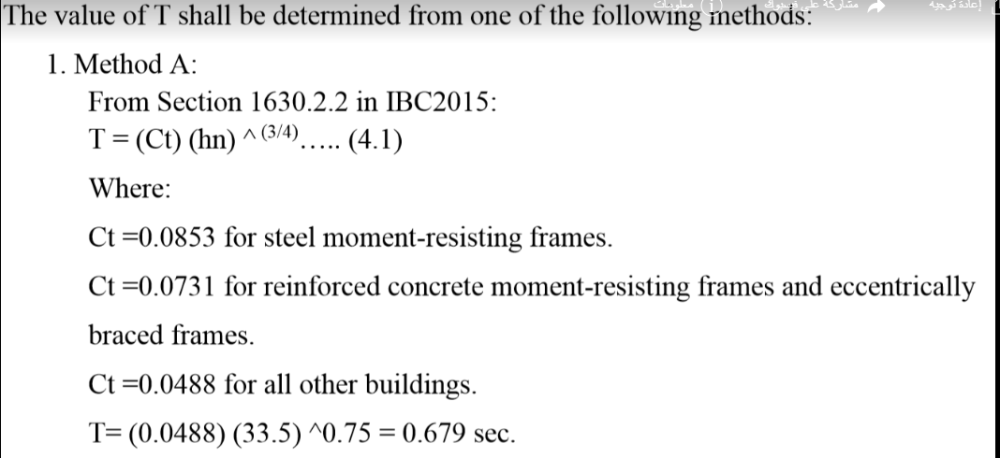 معلومات
مشاركة على فيديوك
إعادة توجيه
The value of T shall be determined from one of the following methods:
1. Method A:
From Section 1630.2.2 in IBC2015:
T = (Ct) (hn) ^ (3/4)..... (4.1)
Where:
Ct =0.0853 for steel moment-resisting frames.
Ct =0.0731 for reinforced concrete moment-resisting frames and eccentrically
braced frames.
Ct =0.0488 for all other buildings.
T= (0.0488) (33.5) ^0.75 = 0.679 sec.